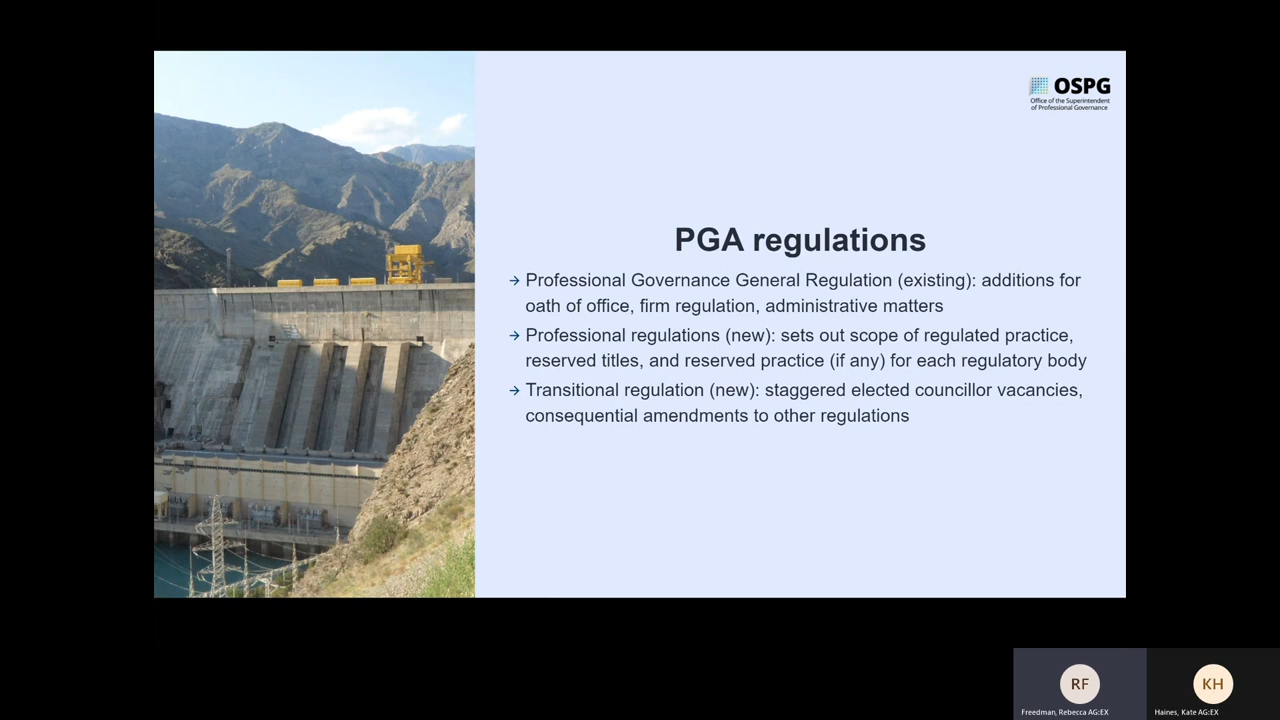 OSPG
Office of the Superintendent
of Professional Governance
PGA regulations
→ Professional Governance General Regulation (existing): additions for
oath of office, firm regulation, administrative matters
→ Professional regulations (new): sets out scope of regulated practice,
reserved titles, and reserved practice (if any) for each regulatory body
→ Transitional regulation (new): staggered elected councillor vacancies,
consequential amendments to other regulations
RF
KH
Freedman, Rebecca AG:EX
Haines, Kate AG:EX